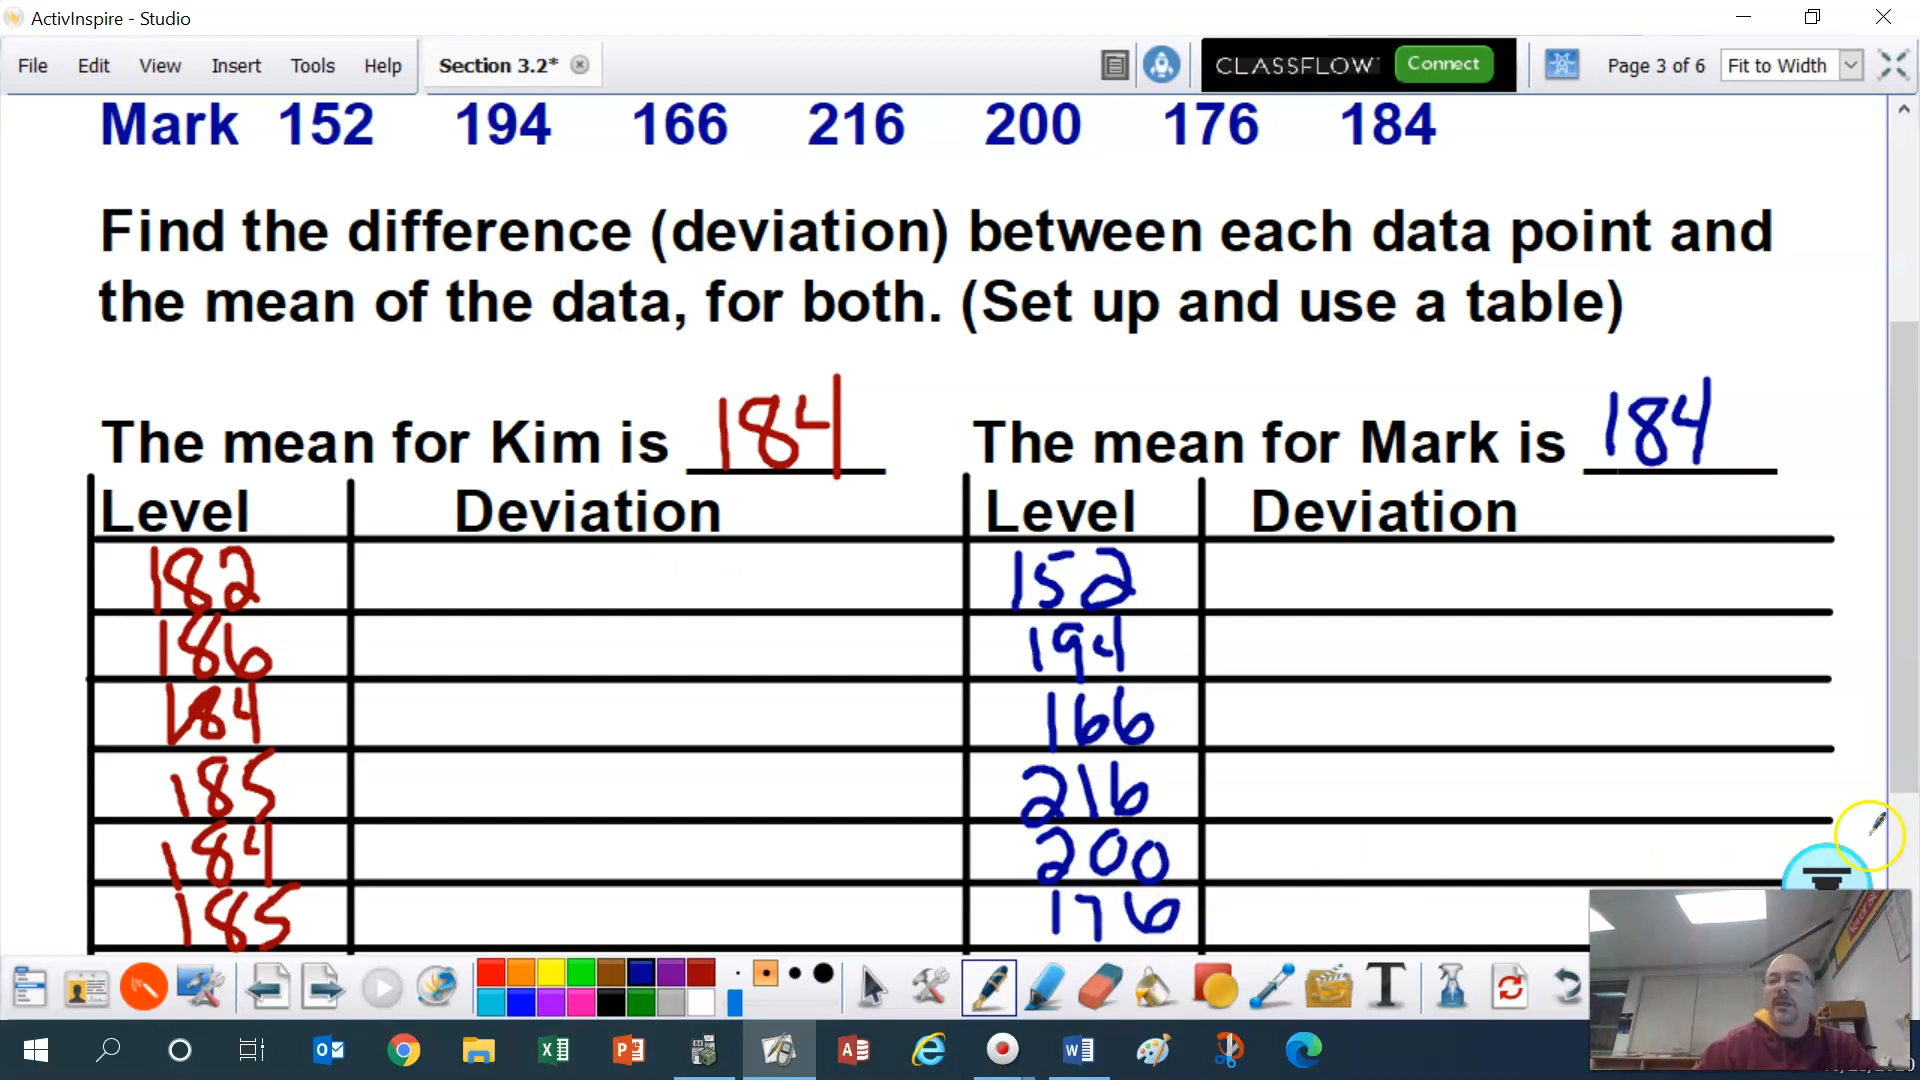 ActivInspire - Studio
File Edit View Insert Tools Help Section 3.2* CLASSFLOW Connect Page 3 of 6 Fit to Width
Mark 152 194 166 216 200 176 184
Find the difference (deviation) between each data point and
the mean of the data, for both. (Set up and use a table)
The mean for Kim is 184 The mean for Mark is 184
Level Deviation Level Deviation
182 152
186 194
184 166
185 216
184 200
185 176